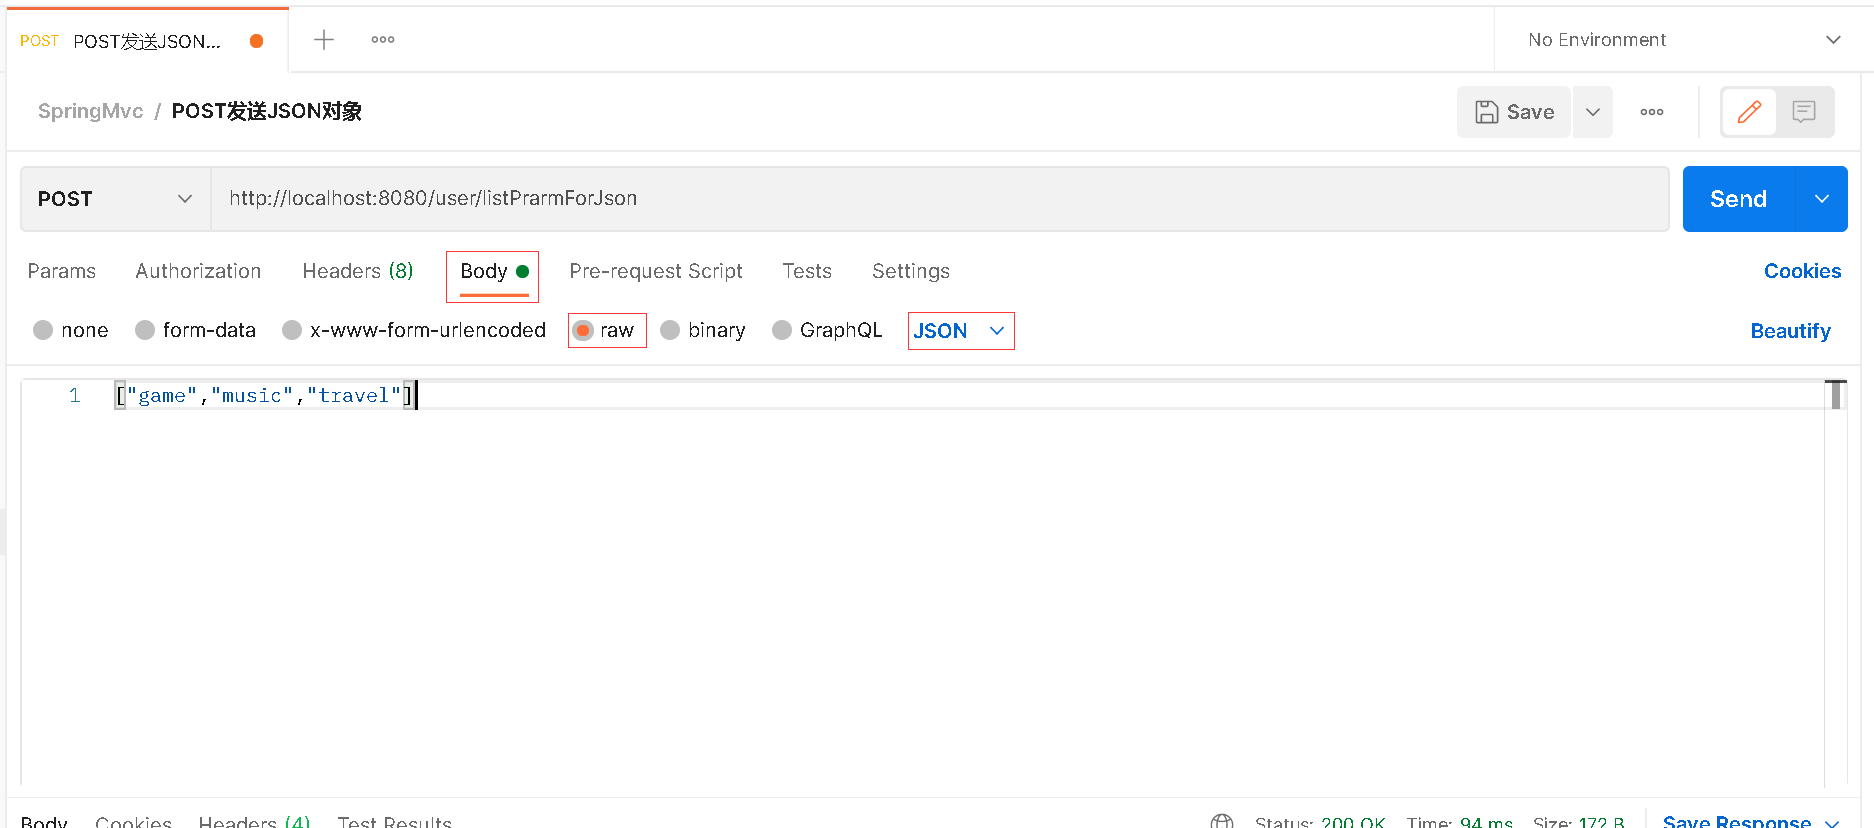 POST POST发送JSON... No Environment
SpringMvc / POST发送JSON对象 Save
POST http://localhost:8080/user/listPrarmForJson Send
Params Authorization Headers (8) Body Pre-request Script Tests Settings Cookies
none form-data x-www-form-urlencoded raw binary GraphQL JSON Beautify
1 ["game","music","travel"]
Body Cookies Headers (4) Test Results Status: 200 OK Time: 94 ms Size: 172 B Save Response